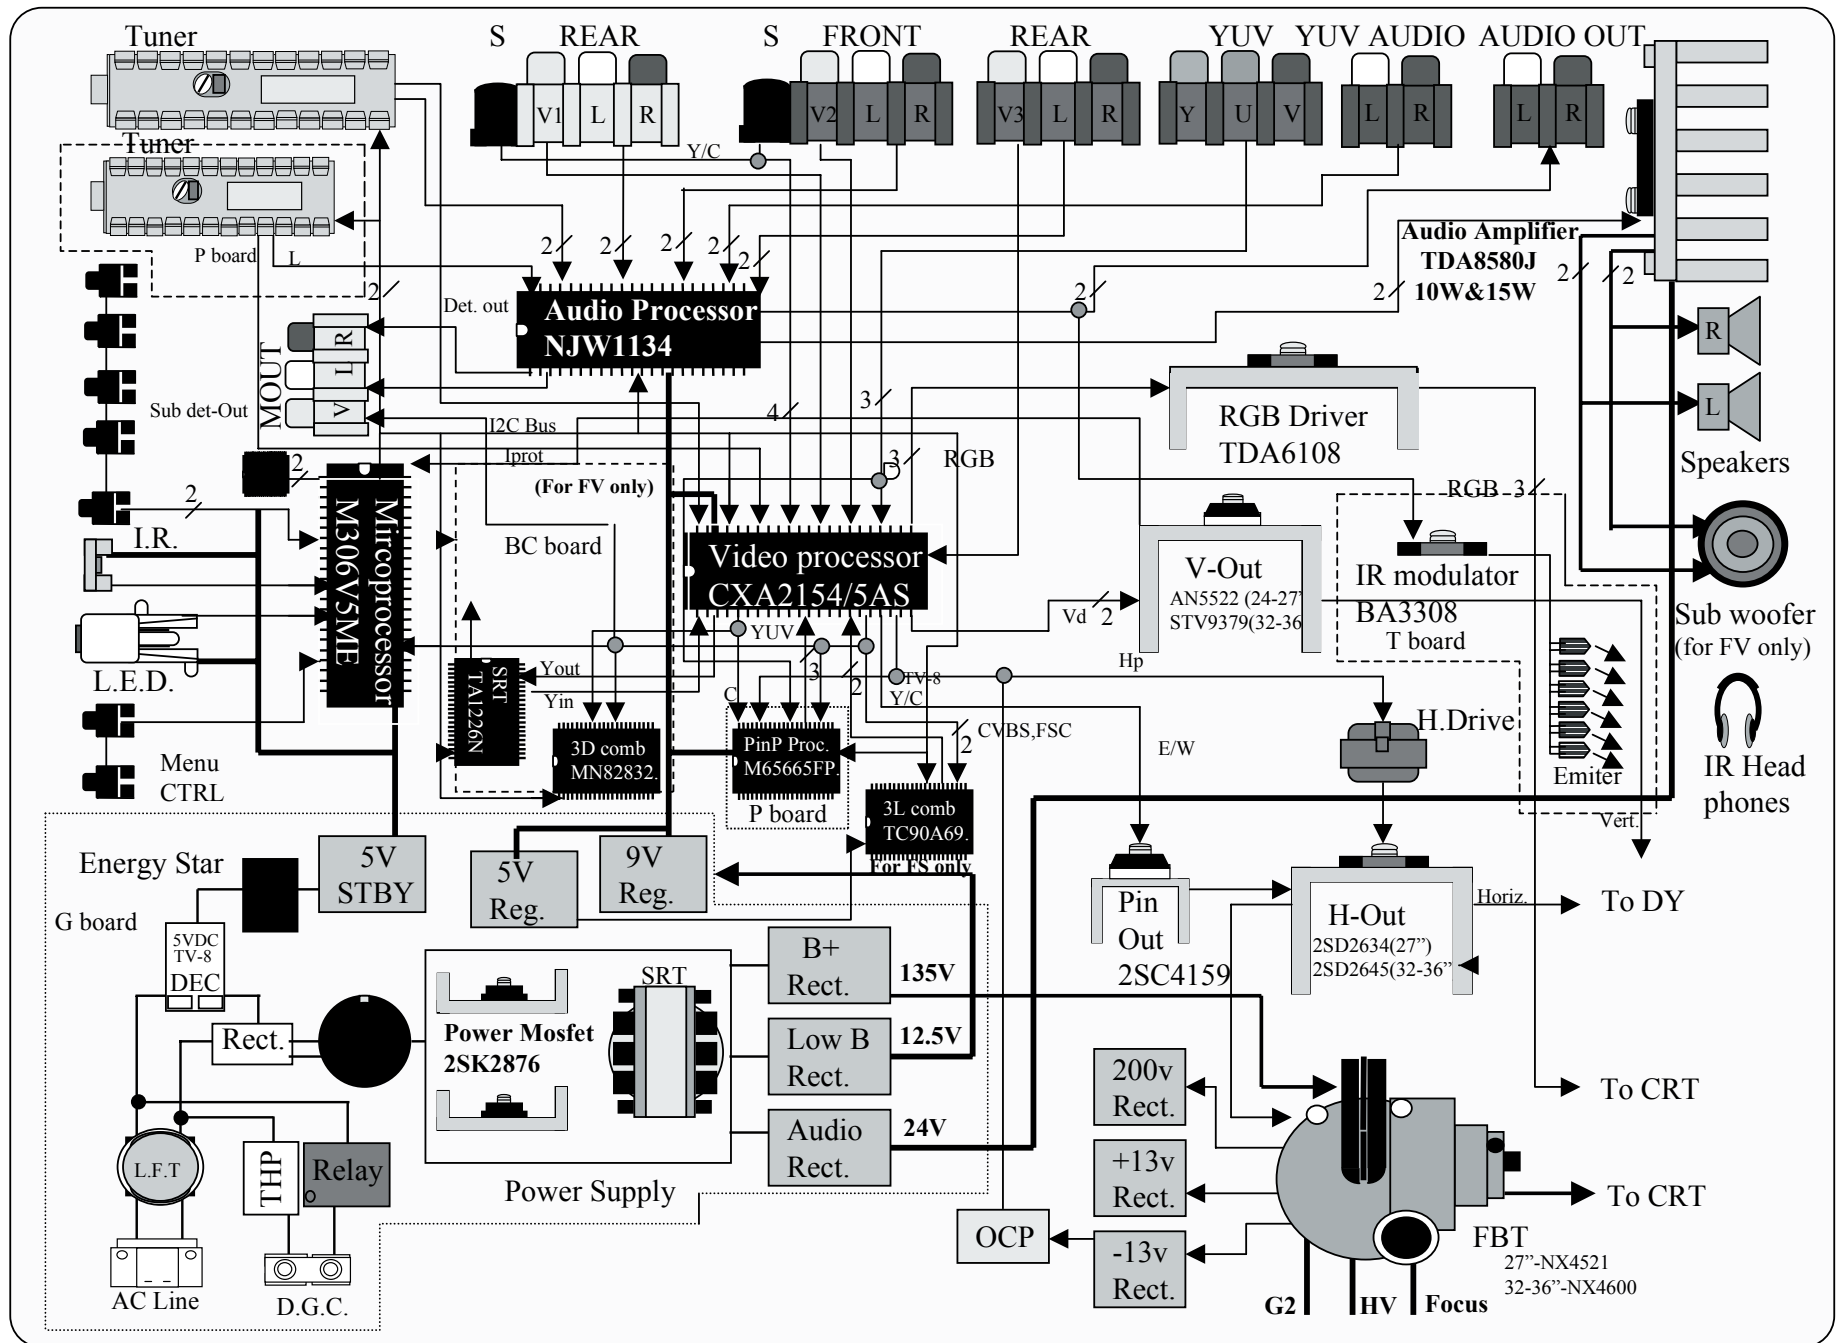 Tuner
S
REAR
S
FRONT
REAR
YUV
YUV AUDIO
AUDIO OUT
V1
L
R
V2
L
R
V3
L
R
Y
U
V
L
R
L
R
Tuner
Y/C
P board
L
2
2
2
2
2
2
Det. out
Audio Processor
NJW1134
2
2
Audio Amplifier
TDA8580J
10W&15W
2
2
R
L
Speakers
MOUT
R
L
V
Sub det-Out
I2C Bus
Iprot
2
4
3
3
RGB
RGB Driver
TDA6108
RGB
3
(For FV only)
BC board
2
I.R.
Mircoprocessor
M306V5ME
Video processor
CXA2154/5AS
V-Out
AN5522 (24-27"
STV9379(32-36
IR modulator
BA3308
T board
Sub woofer
(for FV only)
Vd
2
Hp
YUV
3
2
L.E.D.
SRT
TA1226N
Yout
Yin
C
TV-8
Y/C
3D comb
MN82832.
PinP Proc.
M65665FP.
P board
2
CVBS,FSC
E/W
H.Drive
Emiter
IR Head
phones
Menu
CTRL
3L comb
TC90A69.
For FS only
Vert.
Energy Star
G board
5V
STBY
5V
Reg.
9V
Reg.
Pin
Out
2SC4159
H-Out
2SD2634(27”)
2SD2645(32-36”
Horiz.
To DY
5VDC
TV-8
DEC
Rect.
Power Mosfet
2SK2876
SRT
B+
Rect.
135V
Low B
Rect.
12.5V
Audio
Rect.
24V
Power Supply
200v
Rect.
+13v
Rect.
-13v
Rect.
OCP
To CRT
To CRT
FBT
27”-NX4521
32-36”-NX4600
G2
HV
Focus
L.F.T
THP
Relay
AC Line
D.G.C.